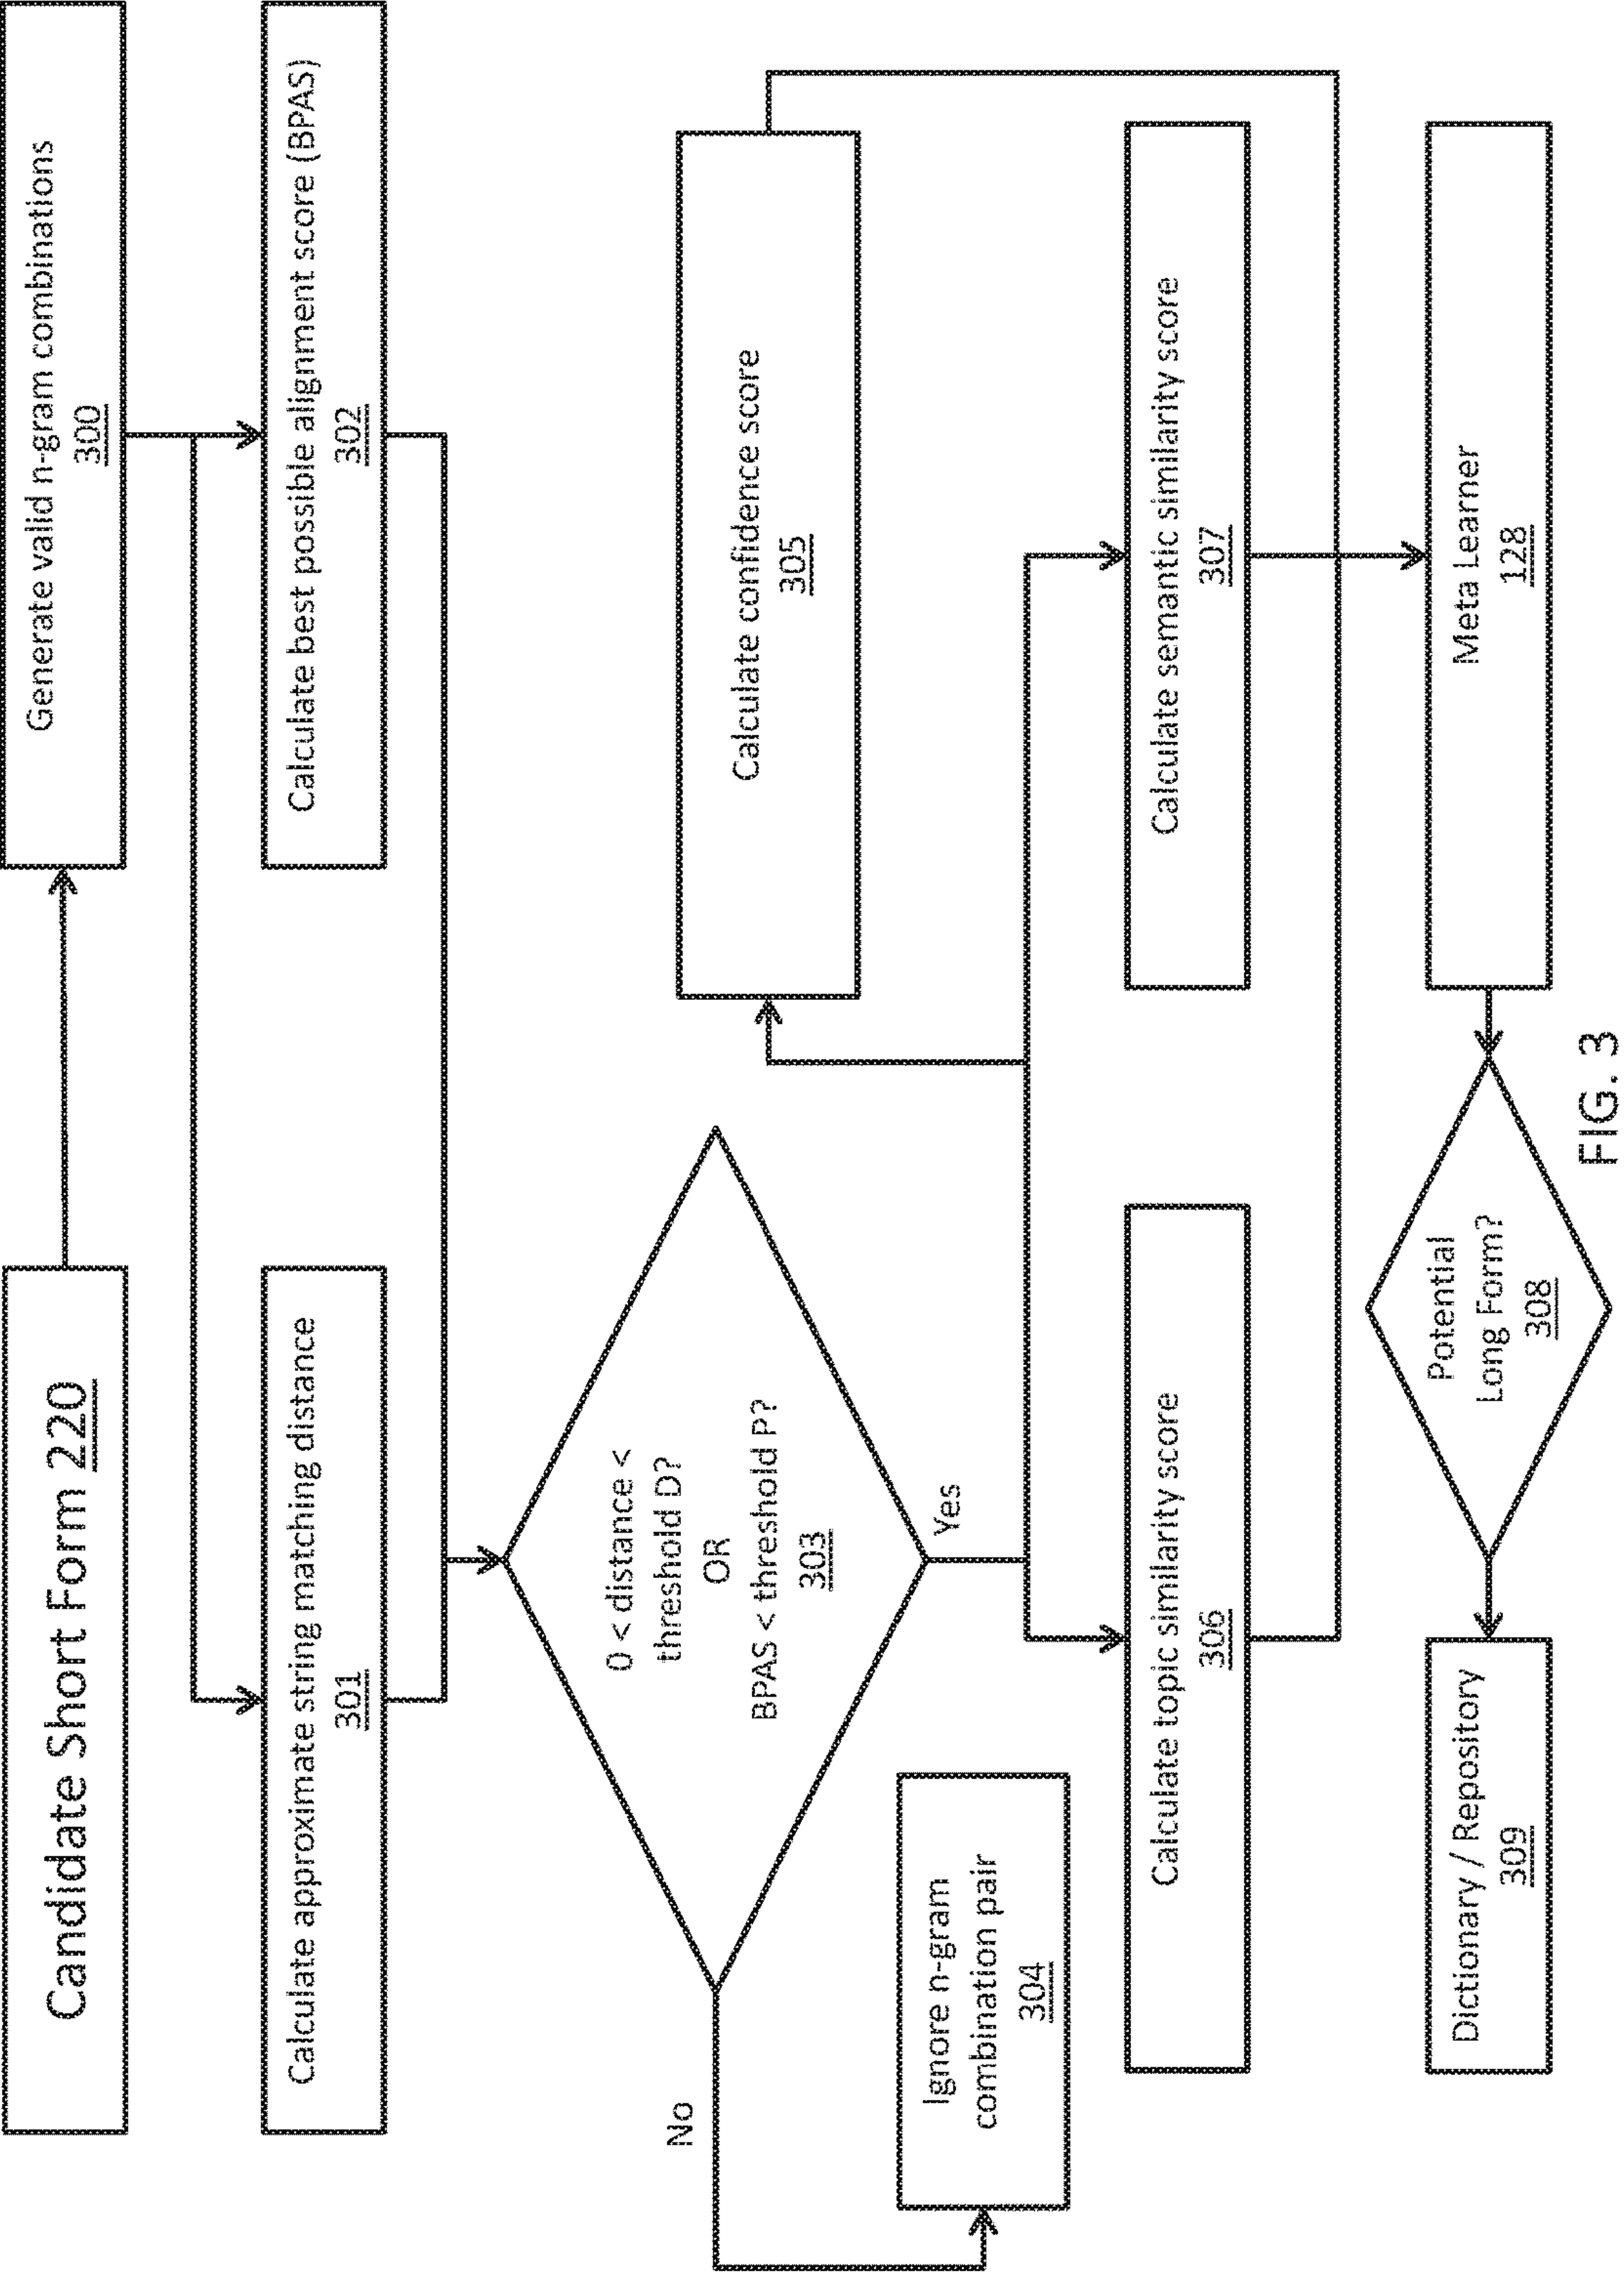 Candidate Short Form 220
Generate valid n-gram combinations
300
Calculate approximate string matching distance
301
Calculate best possible alignment score (BPAS)
302
0 < distance <
threshold D?
OR
BPAS < threshold P?
303
No
Yes
Ignore n-gram
combination pair
304
Calculate confidence score
305
Calculate topic similarity score
306
Calculate semantic similarity score
307
Meta Learner
128
Potential
Long Form?
308
Dictionary / Repository
309
FIG. 3